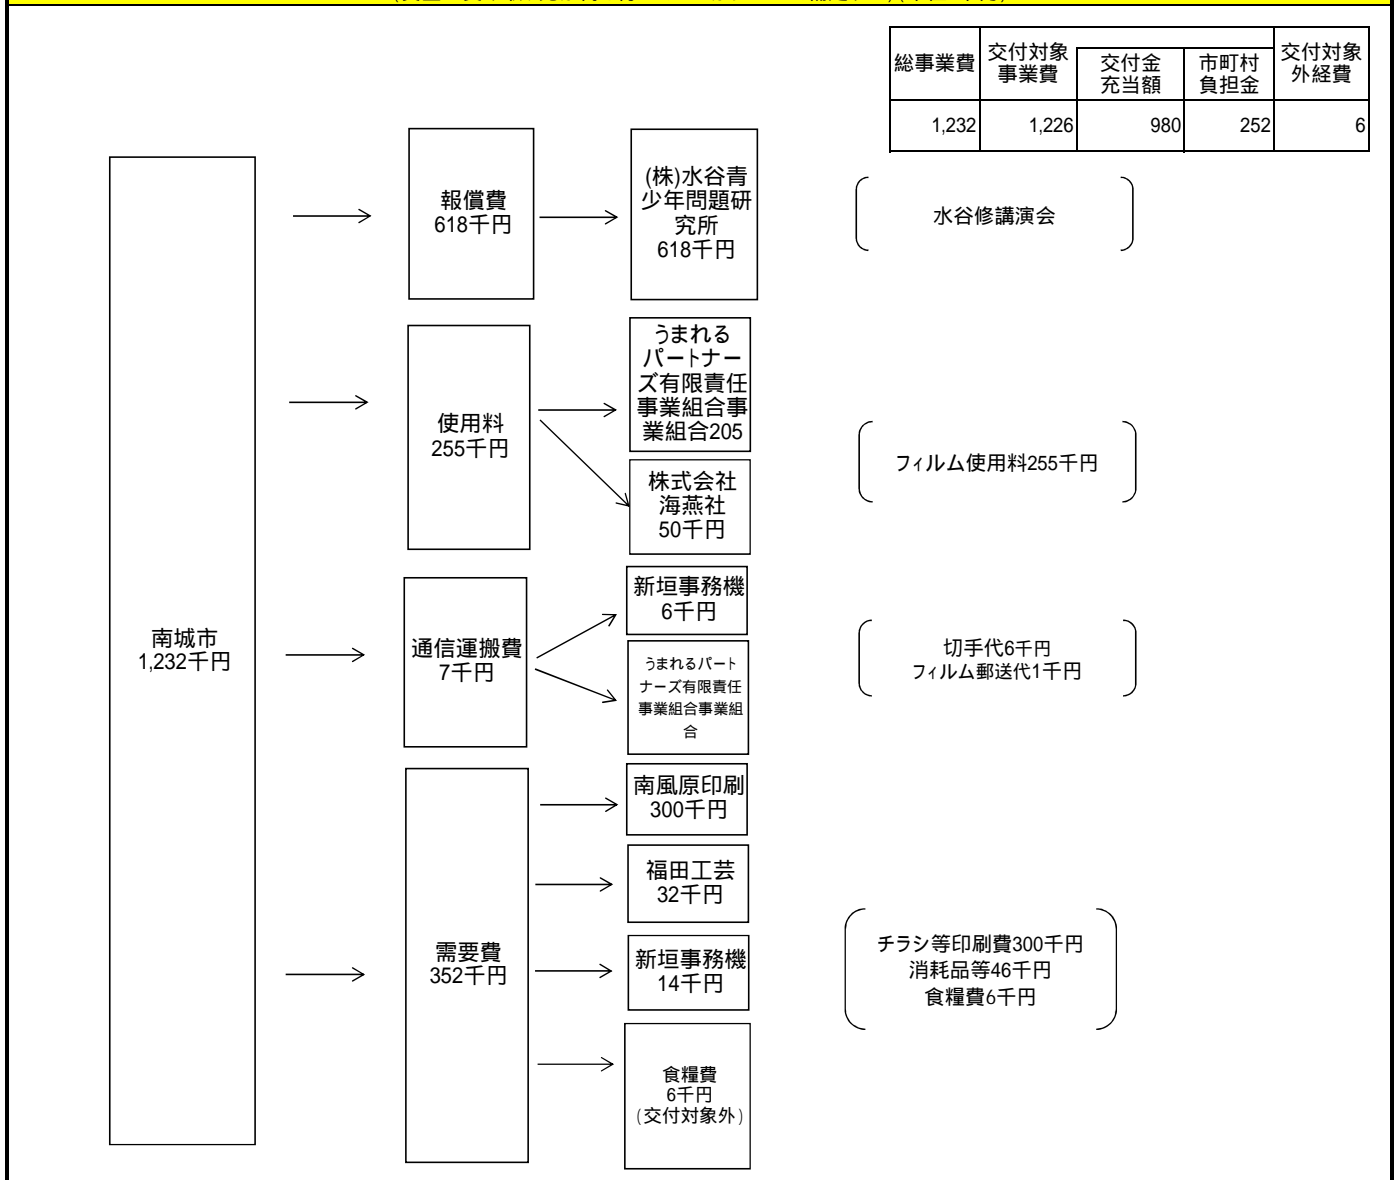 総事業費
交付対象
事業費
交付金
充当額
市町村
負担金
交付対象
外経費
1,232
1,226
980
252
6
南城市
1,232千円
報償費
618千円
(株)水谷青
少年問題研
究所
618千円
水谷修講演会
使用料
255千円
うまれる
パートナー
ズ有限責任
事業組合事
業組合205
株式会社
海燕社
50千円
フィルム使用料255千円
通信運搬費
7千円
新垣事務機
6千円
うまれるパート
ナーズ有限責任
事業組合事業組
合
切手代6千円
フィルム郵送代1千円
需要費
352千円
南風原印刷
300千円
福田工芸
32千円
新垣事務機
14千円
食糧費
6千円
(交付対象外)
チラシ等印刷費300千円
消耗品等46千円
食糧費6千円